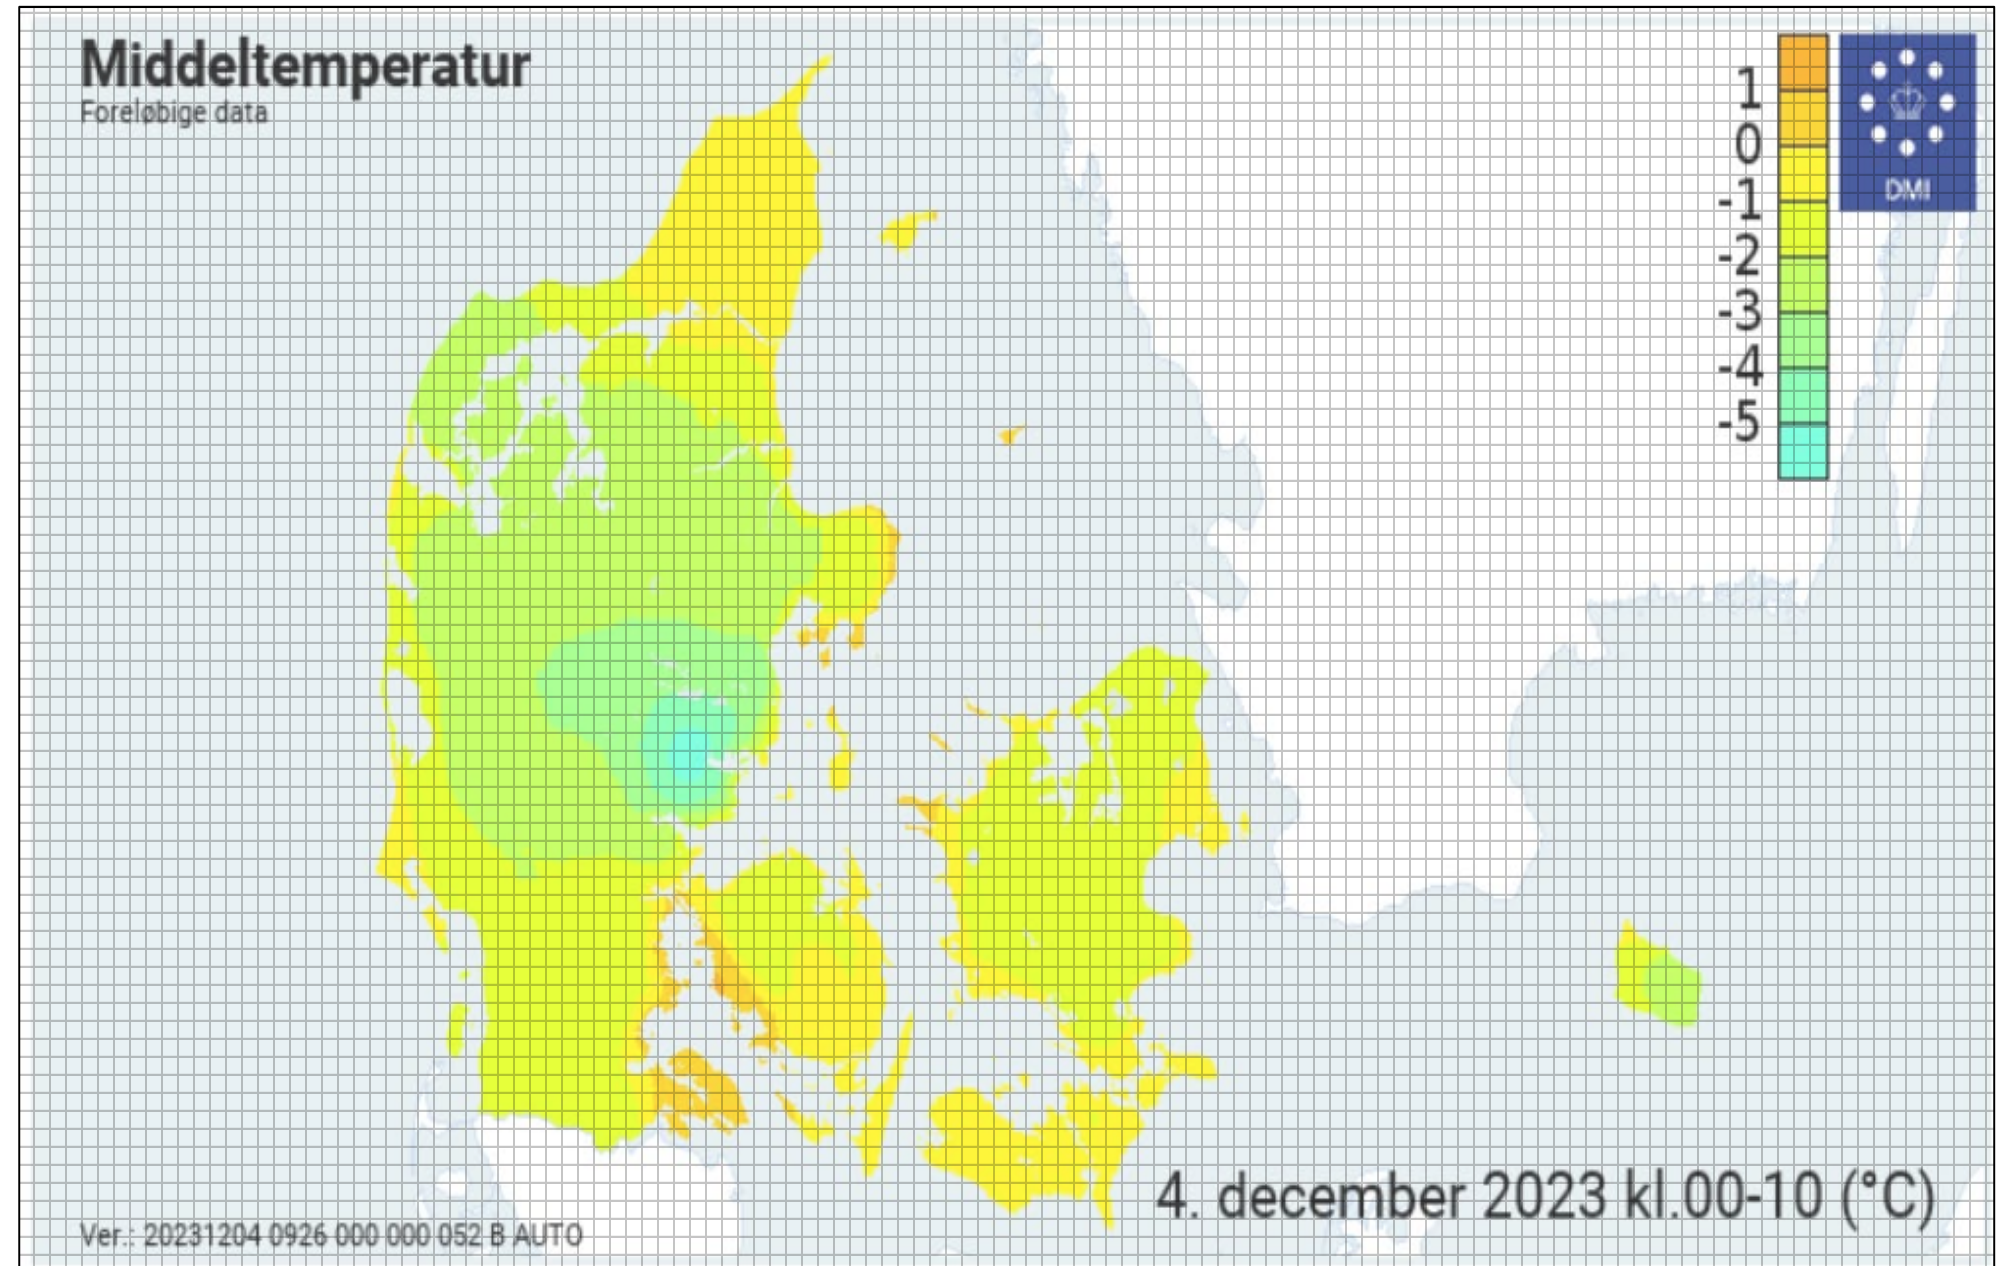 Middeltemperatur
Foreløbige data
1
0
-1
-2
-3
-4
-5
DMI
4. december 2023 kl.00-10 (°C)
Ver.: 20231204 0926 000 000 052 B AUTO